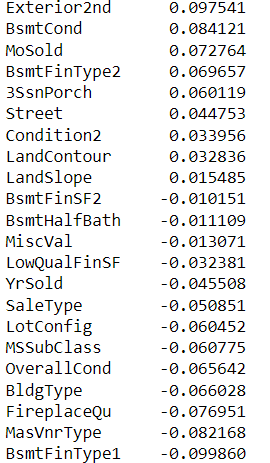 Exterior2nd 0.097541
BsmtCond 0.084121
MoSold 0.072764
BsmtFinType2 0.069657
3SsnPorch 0.060119
Street 0.044753
Condition2 0.033956
LandContour 0.032836
LandSlope 0.015485
BsmtFinSF2 -0.010151
BsmtHalfBath -0.011109
MiscVal -0.013071
LowQualFinSF -0.032381
YrSold -0.045508
SaleType -0.050851
LotConfig -0.060452
MSSubClass -0.060775
OverallCond -0.065642
BldgType -0.066028
FireplaceQu -0.076951
MasVnrType -0.082168
BsmtFinType1 -0.099860